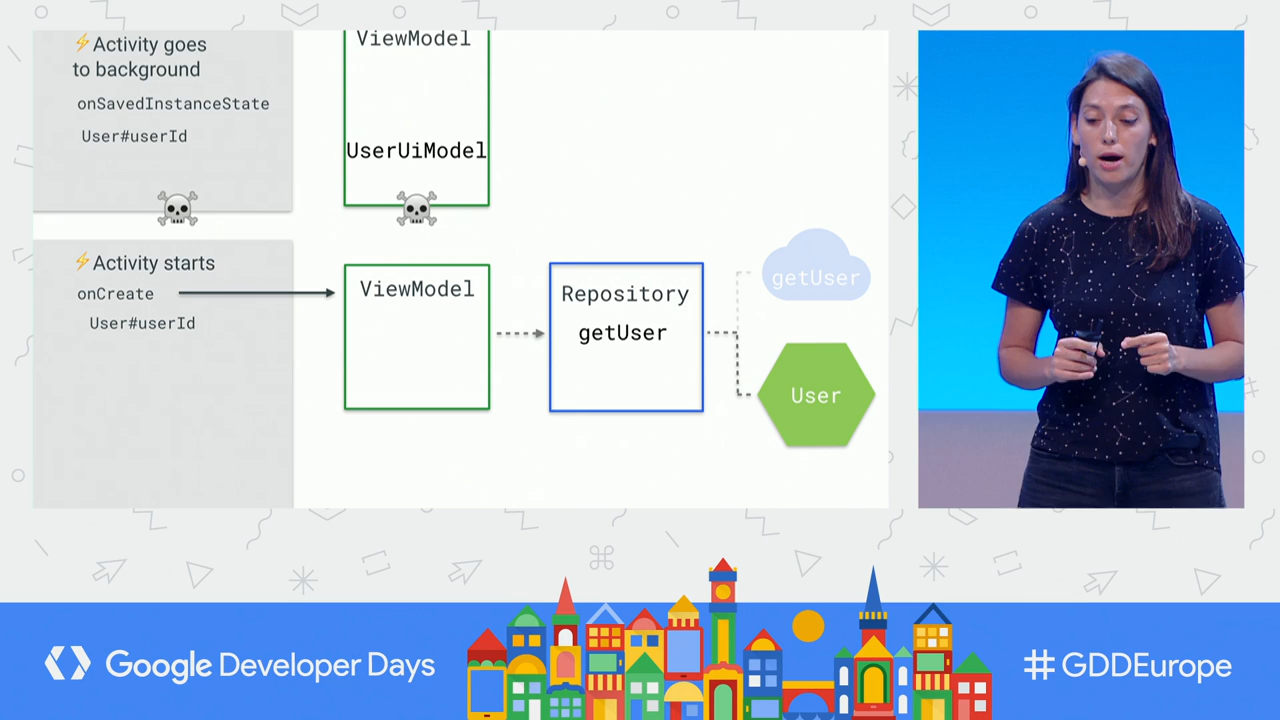 ⚡Activity goes
to background
onSavedInstanceState
User#userId
ViewModel
UserUiModel
⚡Activity starts
onCreate
User#userId
ViewModel
Repository
getUser
getUser
User
Google Developer Days
#GDDEurope